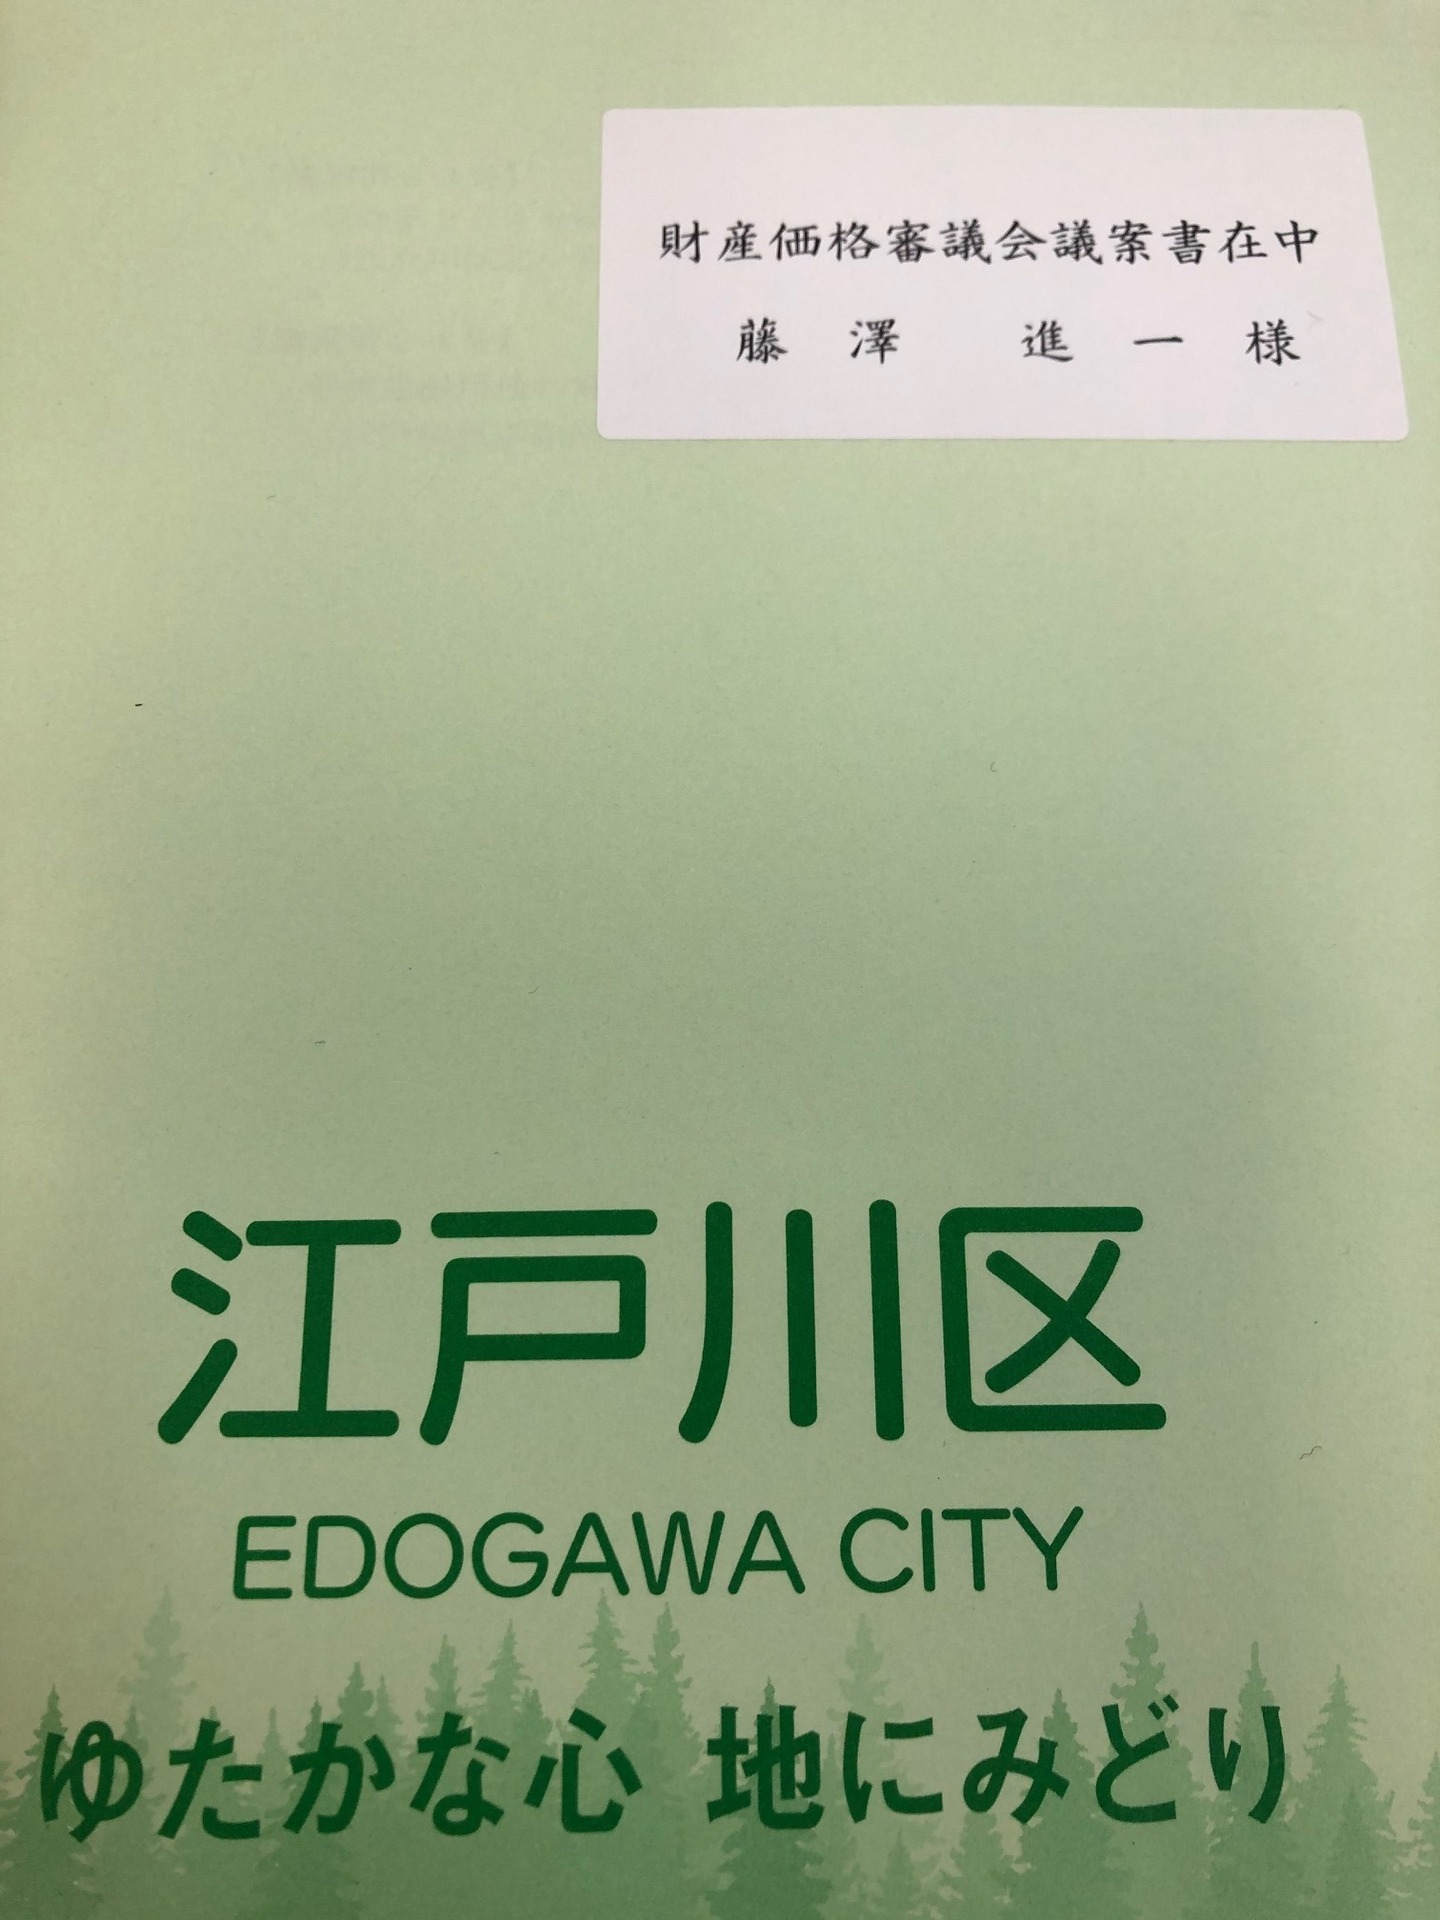 財産価格審議会議案書在中
藤澤 進一様
江戸川区
EDOGAWA CITY
ゆたかな心 地にみどり